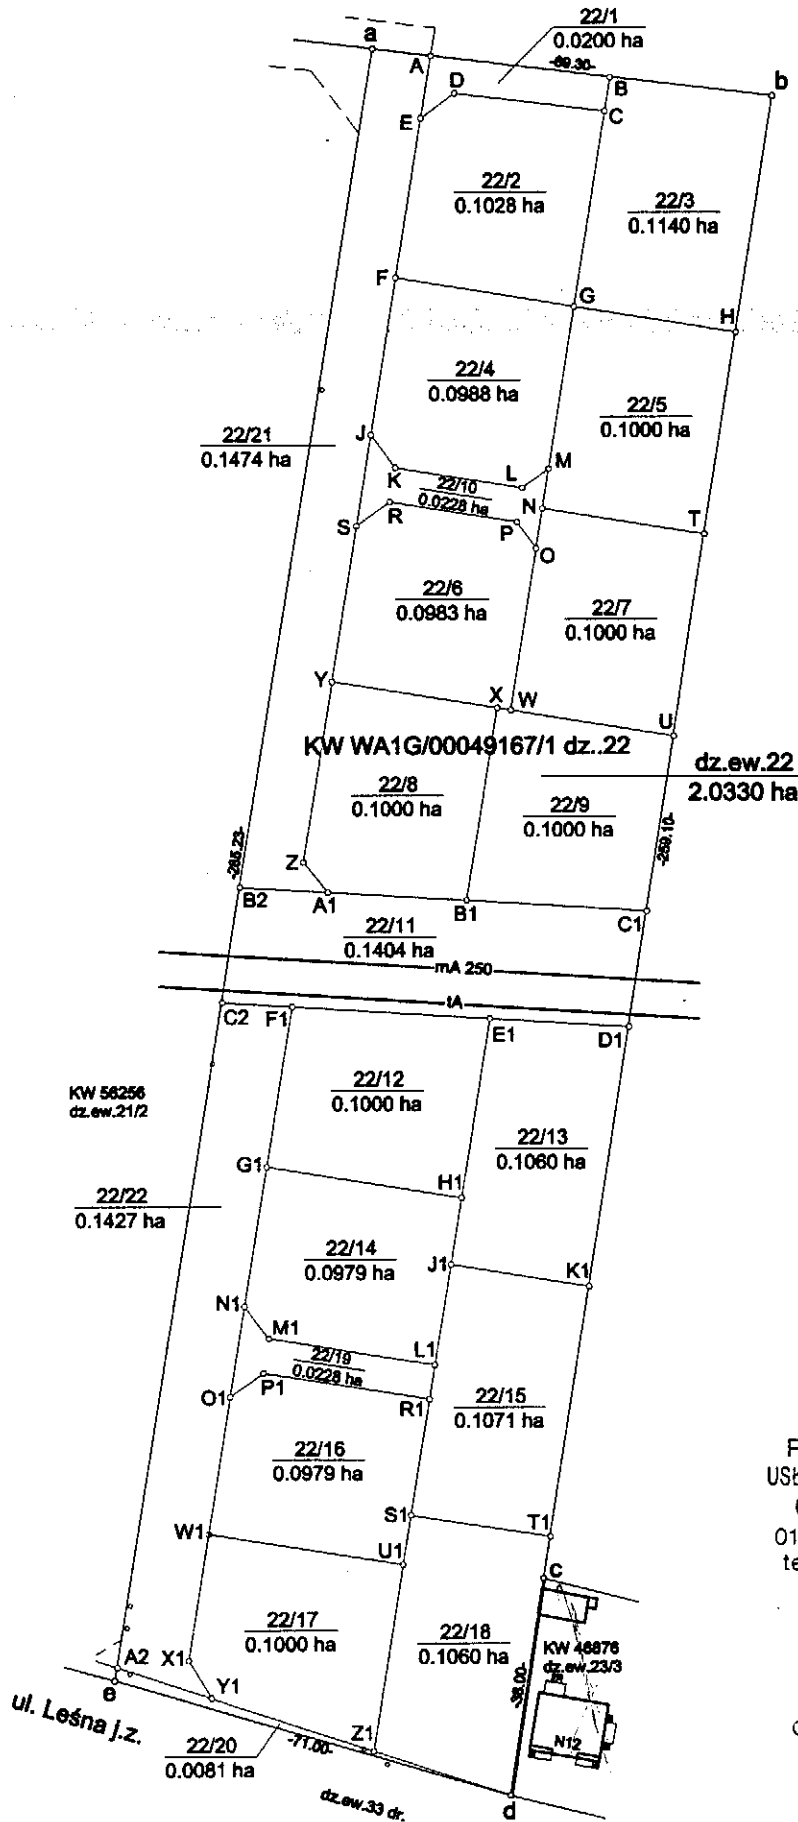 22/1
0.0200 ha
a
A
-69.30-
B
b
D
C
E
22/2
0.1028 ha
22/3
0.1140 ha
F
G
H
22/4
0.0988 ha
22/5
0.1000 ha
22/21
0.1474 ha
J
K
L
M
22/10
0.0228 ha
N
T
S
R
P
O
22/6
0.0983 ha
22/7
0.1000 ha
Y
X
W
U
KW WA1G/00049167/1 dz..22
dz.ew.22
2.0330 ha
22/8
0.1000 ha
22/9
0.1000 ha
-265.23-
-259.10-
Z
B2
A1
B1
C1
22/11
0.1404 ha
mA 250
tA
C2
F1
E1
D1
KW 56256
dz.ew.21/2
22/12
0.1000 ha
22/13
0.1060 ha
G1
H1
22/22
0.1427 ha
22/14
0.0979 ha
J1
K1
N1
M1
L1
22/19
0.0228 ha
O1
P1
R1
22/15
0.1071 ha
22/16
0.0979 ha
S1
T1
W1
U1
c
22/17
0.1000 ha
22/18
0.1060 ha
KW 46876
dz.ew.23/3
-36.00-
A2
X1
e
Y1
ul. Leśna j.z.
Z1
-71.00-
N12
22/20
0.0081 ha
dz.ew.33 dr.
d
01
te